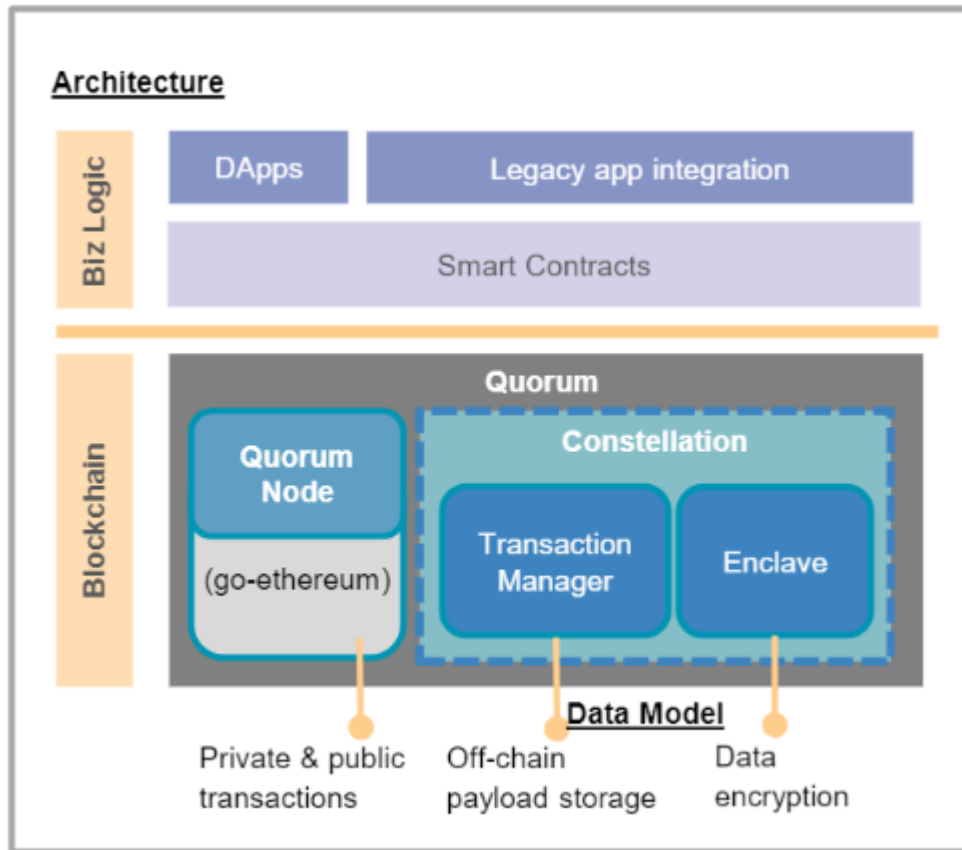 Architecture
Biz Logic
DApps
Legacy app integration
Smart Contracts
Blockchain
Quorum
Quorum
Node
(go-ethereum)
Constellation
Transaction
Manager
Enclave
Data Model
Private & public
transactions
Off-chain
payload storage
Data
encryption